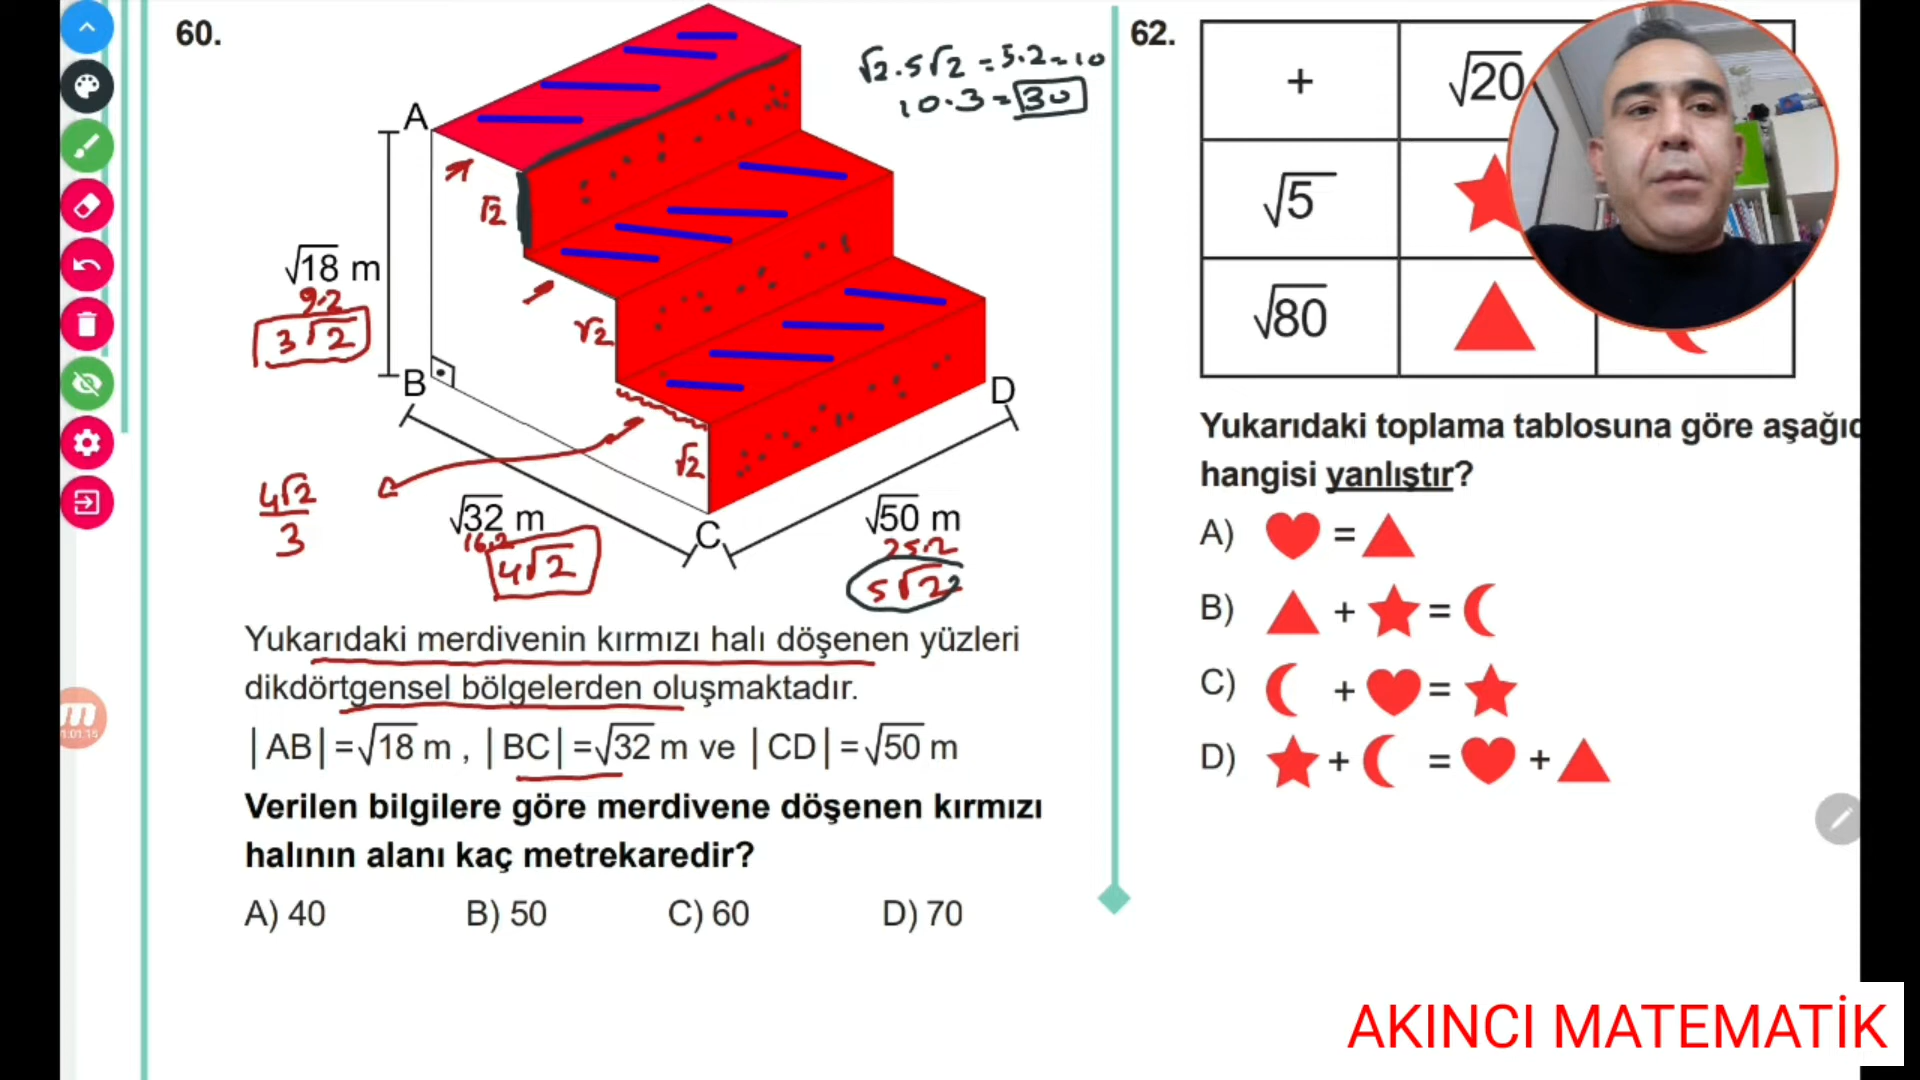 60.
√2.5√2=5.2=10
10.3=30
A
√2
√18 m
9.2
3√2
√2
B
D
√2
4√2
3
√32 m
16.2
4√2
C
√50 m
25.2
5√2
Yukarıdaki merdivenin kırmızı halı döşenen yüzleri
dikdörtgensel bölgelerden oluşmaktadır.
|AB|=√18 m , |BC|=√32 m ve |CD|=√50 m
Verilen bilgilere göre merdivene döşenen kırmızı
halının alanı kaç metrekaredir?
A) 40 B) 50 C) 60 D) 70
62.
+ √20
√5
√80
Yukarıdaki toplama tablosuna göre
hangisi yanlıştır?
A) =
B) + =
C) + =
D) + = +
m
1:01:15
AKINCI MATEMATİK